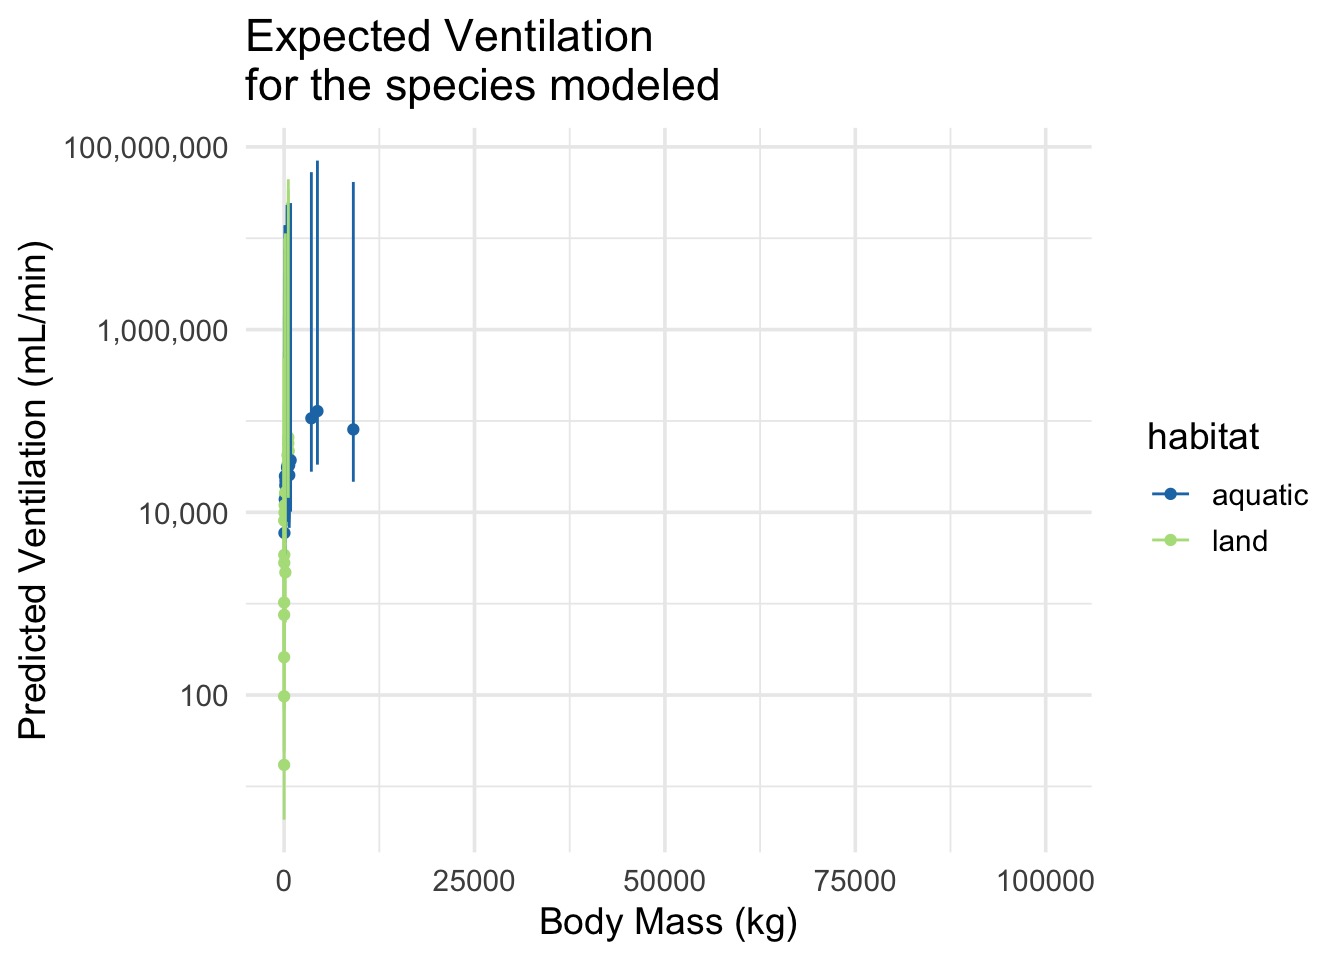 Expected Ventilation
for the species modeled
Predicted Ventilation (mL/min)
100,000,000
1,000,000
10,000
100
0
25000
50000
75000
100000
Body Mass (kg)
habitat
aquatic
land